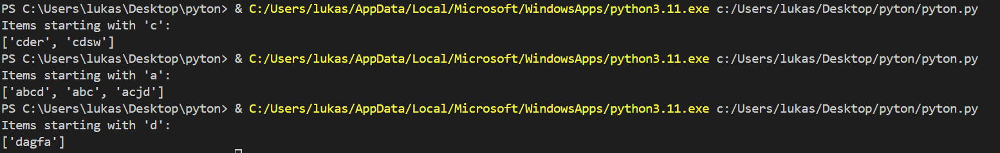 PS C:\Users\lukas\Desktop\pyton> & C:/Users/lukas/AppData/Local/Microsoft/WindowsApps/python3.11.exe c:/Users/lukas/Desktop/pyton/pyton.py
Items starting with 'c':
['cder', 'cdsw']
PS C:\Users\lukas\Desktop\pyton> & C:/Users/lukas/AppData/Local/Microsoft/WindowsApps/python3.11.exe c:/Users/lukas/Desktop/pyton/pyton.py
Items starting with 'a':
['abcd', 'abc', 'acjd']
PS C:\Users\lukas\Desktop\pyton> & C:/Users/lukas/AppData/Local/Microsoft/WindowsApps/python3.11.exe c:/Users/lukas/Desktop/pyton/pyton.py
Items starting with 'd':
['dagfa']